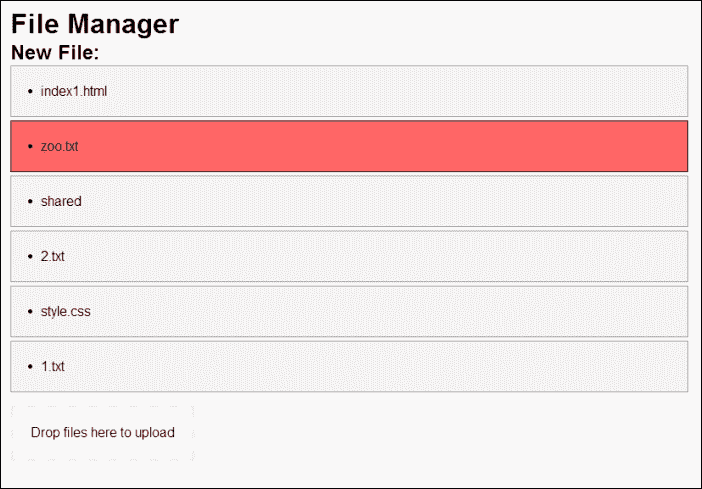 File Manager
New File:
index1.html
zoo.txt
shared
2.txt
style.css
1.txt
Drop files here to upload